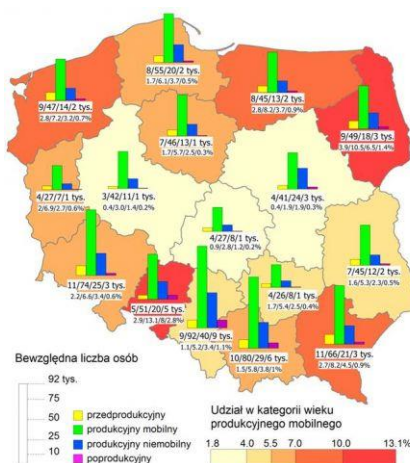 8/55/20/2 tys.
1.7/6.1/3.7/0.5%
8/45/13/2 tys.
2.8/8.2/3.7/0.9%
9/47/14/2 tys.
2.8/7.2/3.2/0.7%
9/49/18/3 tys.
3.9/10.5/6.5/1.4%
7/46/13/1 tys.
1.7/5.7/2.5/0.3%
4/27/7/1 tys.
2/6.9/2.7/0.6%
3/42/11/1 tys.
0.4/3.0/1.4/0.2%
4/41/24/3 tys.
0.4/1.9/1.9/0.3%
4/27/8/1 tys.
0.9/2.8/1.2/0.2%
11/74/25/3 tys.
2.2/6.6/3.4/0.6%
7/45/12/2 tys.
1.6/5.3/2.3/0.5%
5/51/20/5 tys.
2.9/13.1/8/2.8%
4/26/8/1 tys.
1.7/5.4/2.5/0.4%
9/92/40/9 tys.
1.1/5.2/3.4/1.1%
10/80/29/6 tys.
1.5/5.8/3.8/1%
11/66/21/3 tys.
2.7/8.2/4.5/0.9%
Bewzględna liczba osób
92 tys.
75
50
25
10
przedprodukcyjny
produkcyjny mobilny
produkcyjny niemobilny
poprodukcyjny
Udział w kategorii wieku
produkcyjnego mobilnego
1.8 4.0 5.5 7.0 10.0 13.1%